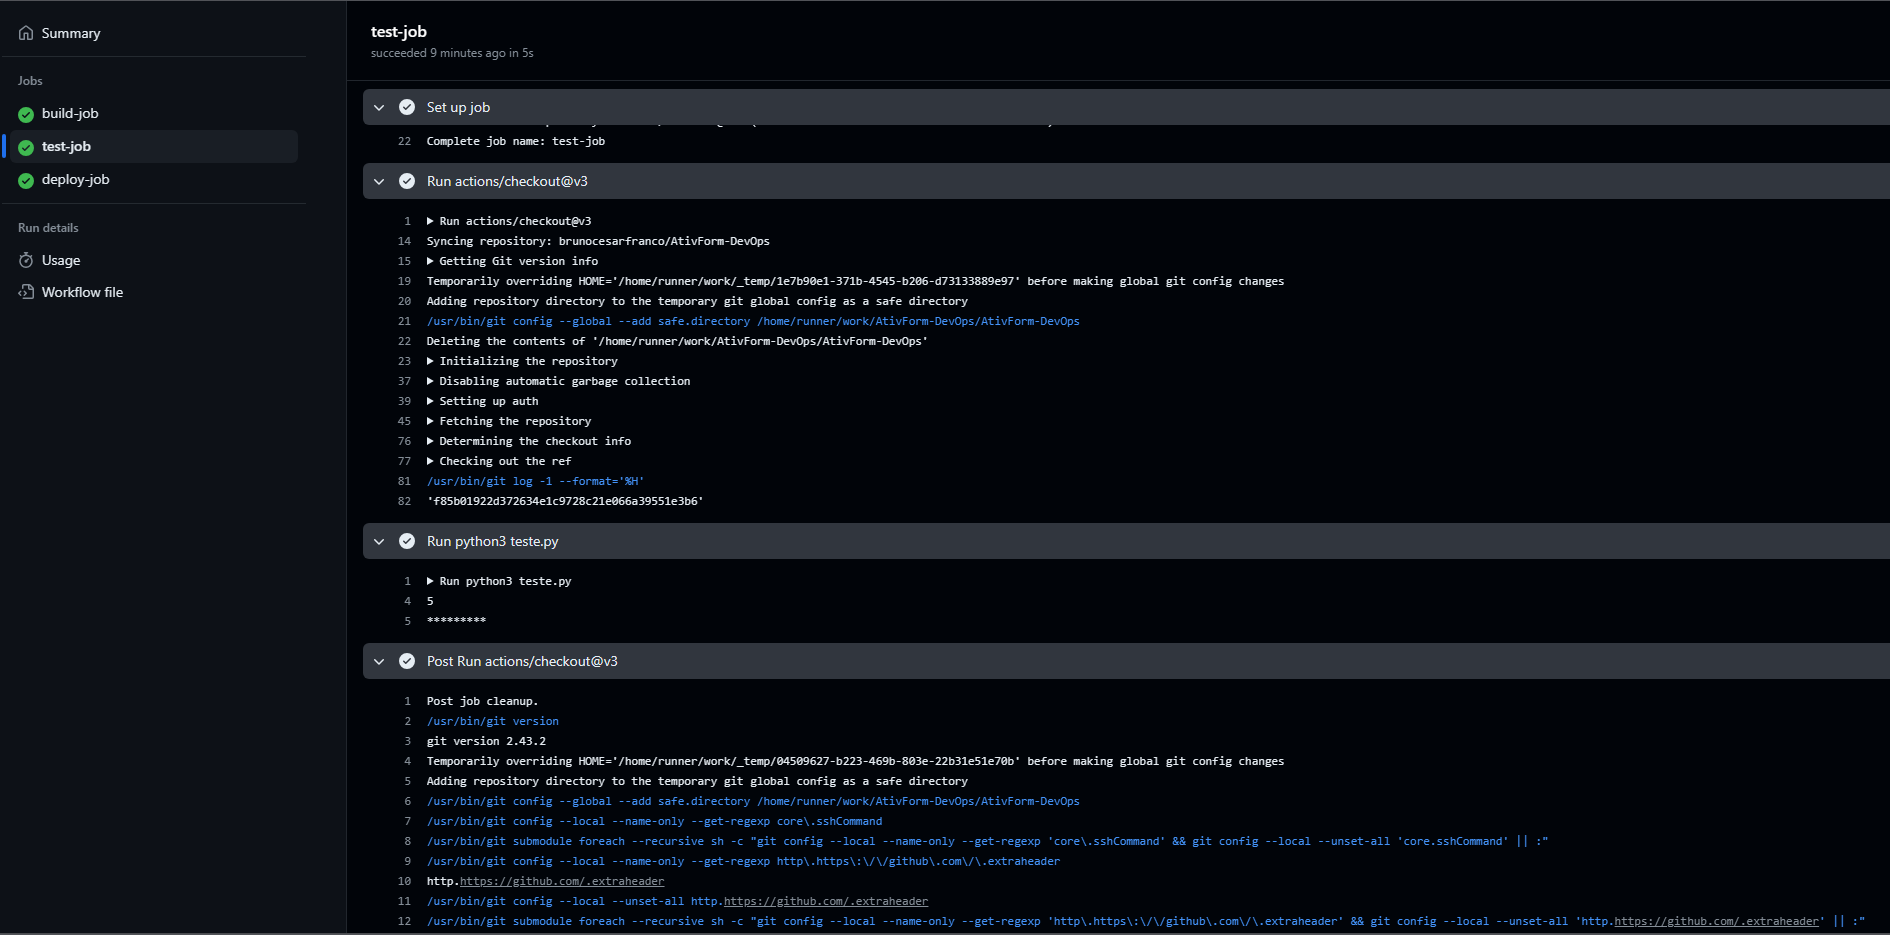 Summary
Jobs
build-job
test-job
deploy-job
Run details
Usage
Workflow file
test-job
succeeded 9 minutes ago in 5s
Set up job
22 Complete job name: test-job
Run actions/checkout@v3
1 ▶ Run actions/checkout@v3
14 Syncing repository: brunocesarfranco/AtivForm-DevOps
15 ▶ Getting Git version info
19 Temporarily overriding HOME='/home/runner/work/_temp/1e7b90e1-371b-4545-b206-d73133889e97' before making global git config changes
20 Adding repository directory to the temporary git global config as a safe directory
21 /usr/bin/git config --global --add safe.directory /home/runner/work/AtivForm-DevOps/AtivForm-DevOps
22 Deleting the contents of '/home/runner/work/AtivForm-DevOps/AtivForm-DevOps'
23 ▶ Initializing the repository
37 ▶ Disabling automatic garbage collection
39 ▶ Setting up auth
45 ▶ Fetching the repository
76 ▶ Determining the checkout info
77 ▶ Checking out the ref
81 /usr/bin/git log -1 --format='%H'
82 'f85b01922d372634e1c9728c21e066a39551e3b6'
Run python3 teste.py
1 ▶ Run python3 teste.py
4 5
5 *********
Post Run actions/checkout@v3
1 Post job cleanup.
2 /usr/bin/git version
3 git version 2.43.2
4 Temporarily overriding HOME='/home/runner/work/_temp/04509627-b223-469b-803e-22b31e51e70b' before making global git config changes
5 Adding repository directory to the temporary git global config as a safe directory
6 /usr/bin/git config --global --add safe.directory /home/runner/work/AtivForm-DevOps/AtivForm-DevOps
7 /usr/bin/git config --local --name-only --get-regexp core\.sshCommand
8 /usr/bin/git submodule foreach --recursive sh -c "git config --local --name-only --get-regexp 'core\.sshCommand' && git config --local --unset-all 'core.sshCommand' || :"
9 /usr/bin/git config --local --name-only --get-regexp http\.https\:\/\/github\.com\/\.extraheader
10 http.https://github.com/.extraheader
11 /usr/bin/git config --local --unset-all http.https://github.com/.extraheader
12 /usr/bin/git submodule foreach --recursive sh -c "git config --local --name-only --get-regexp 'http\.https\:\/\/github\.com\/\.extraheader' && git config --local --unset-all 'http.https://github.com/.extraheader' || :"